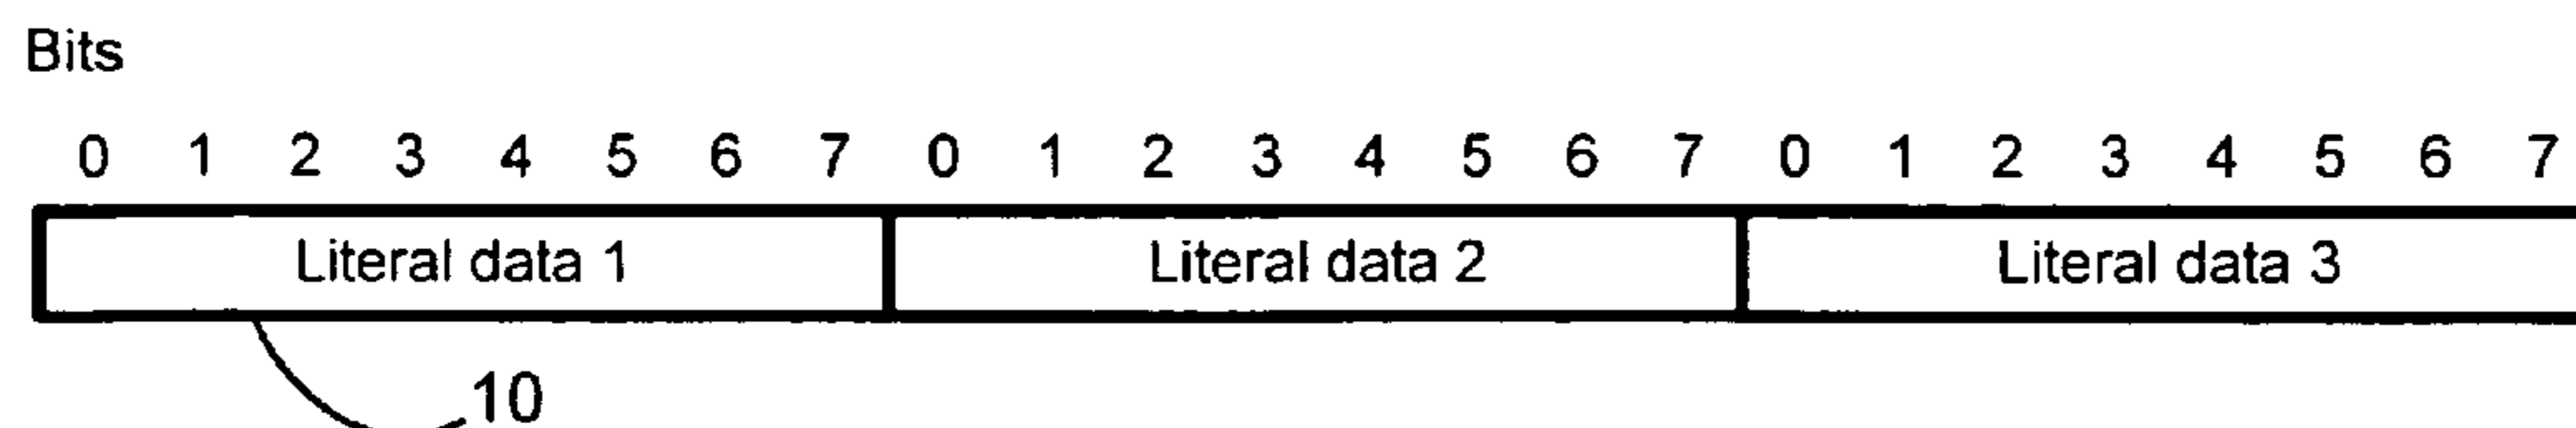 Bits
0 1 2 3 4 5 6 7 0 1 2 3 4 5 6 7 0 1 2 3 4 5 6 7
Literal data 1 Literal data 2 Literal data 3
10